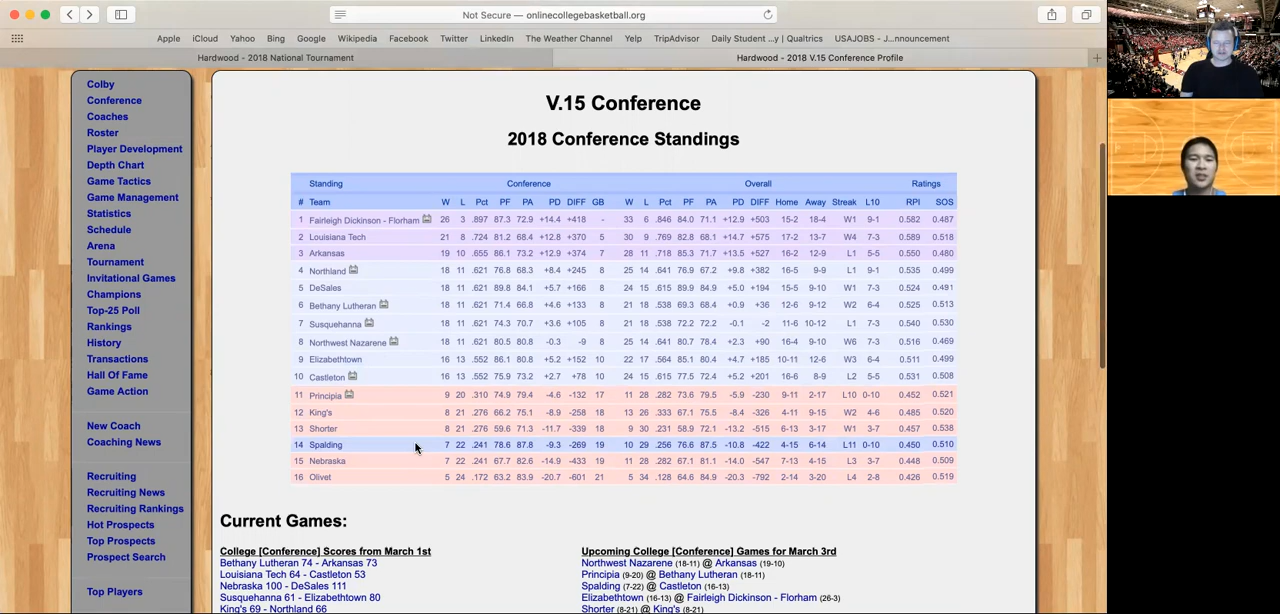 Not Secure — onlinecollegebasketball.org
Apple iCloud Yahoo Bing Google Wikipedia Facebook Twitter LinkedIn The Weather Channel Yelp TripAdvisor Daily Student ...y | Qualtrics USAJOBS - J...nnouncement
Hardwood - 2018 National Tournament Hardwood - 2018 V.15 Conference Profile
Colby
Conference
Coaches
Roster
Player Development
Depth Chart
Game Tactics
Game Management
Statistics
Schedule
Arena
Tournament
Invitational Games
Champions
Top-25 Poll
Rankings
History
Transactions
Hall Of Fame
Game Action
New Coach
Coaching News
Recruiting
Recruiting News
Recruiting Rankings
Hot Prospects
Top Prospects
Prospect Search
Top Players
V.15 Conference
2018 Conference Standings
Standing Conference Overall Ratings
# Team W L Pct PF PA PD DIFF GB W L Pct PF PA PD DIFF Home Away Streak L10 RPI SOS
1 Fairleigh Dickinson - Florham 26 3 .897 87.3 72.9 +14.4 +418 - 33 6 .846 84.0 71.1 +12.9 +503 15-2 18-4 W1 9-1 0.582 0.487
2 Louisiana Tech 21 8 .724 81.2 68.4 +12.8 +370 5 30 9 .769 82.8 68.1 +14.7 +575 17-2 13-7 W4 7-3 0.589 0.518
3 Arkansas 19 10 .655 86.1 73.2 +12.9 +374 7 28 11 .718 85.3 71.7 +13.5 +527 16-2 12-9 L1 5-5 0.550 0.480
4 Northland 18 11 .621 76.8 68.3 +8.4 +245 8 25 14 .641 76.9 67.2 +9.8 +382 16-5 9-9 L1 9-1 0.535 0.499
5 DeSales 18 11 .621 89.8 84.1 +5.7 +166 8 24 15 .615 89.9 84.9 +5.0 +194 15-5 9-10 W1 7-3 0.524 0.491
6 Bethany Lutheran 18 11 .621 71.4 66.8 +4.6 +133 8 21 18 .538 69.3 68.4 +0.9 +36 12-6 9-12 W2 6-4 0.525 0.513
7 Susquehanna 18 11 .621 74.3 70.7 +3.6 +105 8 21 18 .538 72.2 72.2 -0.1 -2 11-6 10-12 L1 7-3 0.540 0.530
8 Northwest Nazarene 18 11 .621 80.5 80.8 -0.3 -9 8 25 14 .641 80.7 78.4 +2.3 +90 16-4 9-10 W6 7-3 0.516 0.469
9 Elizabethtown 16 13 .552 86.1 80.8 +5.2 +152 10 22 17 .564 85.1 80.4 +4.7 +185 10-11 12-6 W3 6-4 0.511 0.499
10 Castleton 16 13 .552 75.9 73.2 +2.7 +78 10 24 15 .615 77.5 72.4 +5.2 +201 16-6 8-9 L2 5-5 0.531 0.508
11 Principia 9 20 .310 74.9 79.4 -4.6 -132 17 11 28 .282 73.6 79.5 -5.9 -230 9-11 2-17 L10 0-10 0.452 0.521
12 King's 8 21 .276 66.2 75.1 -8.9 -258 18 13 26 .333 67.1 75.5 -8.4 -326 4-11 9-15 W2 4-6 0.485 0.520
13 Shorter 8 21 .276 59.6 71.3 -11.7 -339 18 9 30 .231 58.9 72.1 -13.2 -515 6-13 3-17 W1 3-7 0.457 0.538
14 Spalding 7 22 .241 78.6 87.8 -9.3 -269 19 10 29 .256 76.6 87.5 -10.8 -422 4-15 6-14 L11 0-10 0.450 0.510
15 Nebraska 7 22 .241 67.7 82.6 -14.9 -433 19 11 28 .282 67.1 81.1 -14.0 -547 7-13 4-15 L3 3-7 0.448 0.509
16 Olivet 5 24 .172 63.2 83.9 -20.7 -601 21 5 34 .128 64.6 84.9 -20.3 -792 2-14 3-20 L4 2-8 0.426 0.519
Current Games:
College [Conference] Scores from March 1st
Bethany Lutheran 74 - Arkansas 73
Louisiana Tech 64 - Castleton 53
Nebraska 100 - DeSales 111
Susquehanna 61 - Elizabethtown 80
King's 69 - Northland 66
Upcoming College [Conference] Games for March 3rd
Northwest Nazarene (18-11) @ Arkansas (19-10)
Principia (9-20) @ Bethany Lutheran (18-11)
Spalding (7-22) @ Castleton (16-13)
Elizabethtown (16-13) @ Fairleigh Dickinson - Florham (26-3)
Shorter (8-21) @ King's (8-21)